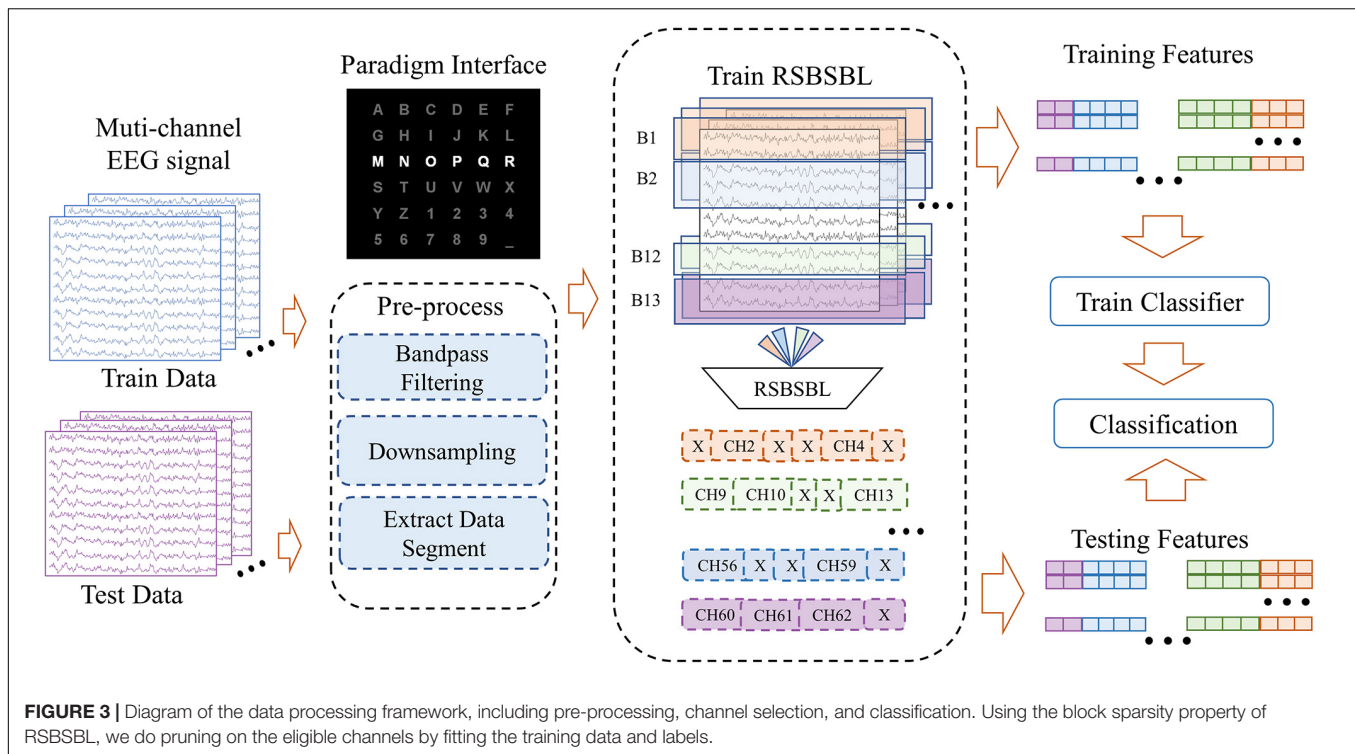 Muti-channel
EEG signal
Train Data
Test Data
Paradigm Interface
A B C D E F
G H I J K L
M N O P Q R
S T U V W X
Y Z 1 2 3 4
5 6 7 8 9 _
Pre-process
Bandpass
Filtering
Downsampling
Extract Data
Segment
Train RSBSBL
B1
B2
B12
B13
RSBSBL
X CH2 X X CH4 X
CH9 CH10 X X CH13
CH56 X X CH59 X
CH60 CH61 CH62 X
Training Features
Train Classifier
Classification
Testing Features
FIGURE 3 | Diagram of the data processing framework, including pre-processing, channel selection, and classification. Using the block sparsity property of
RSBSBL, we do pruning on the eligible channels by fitting the training data and labels.